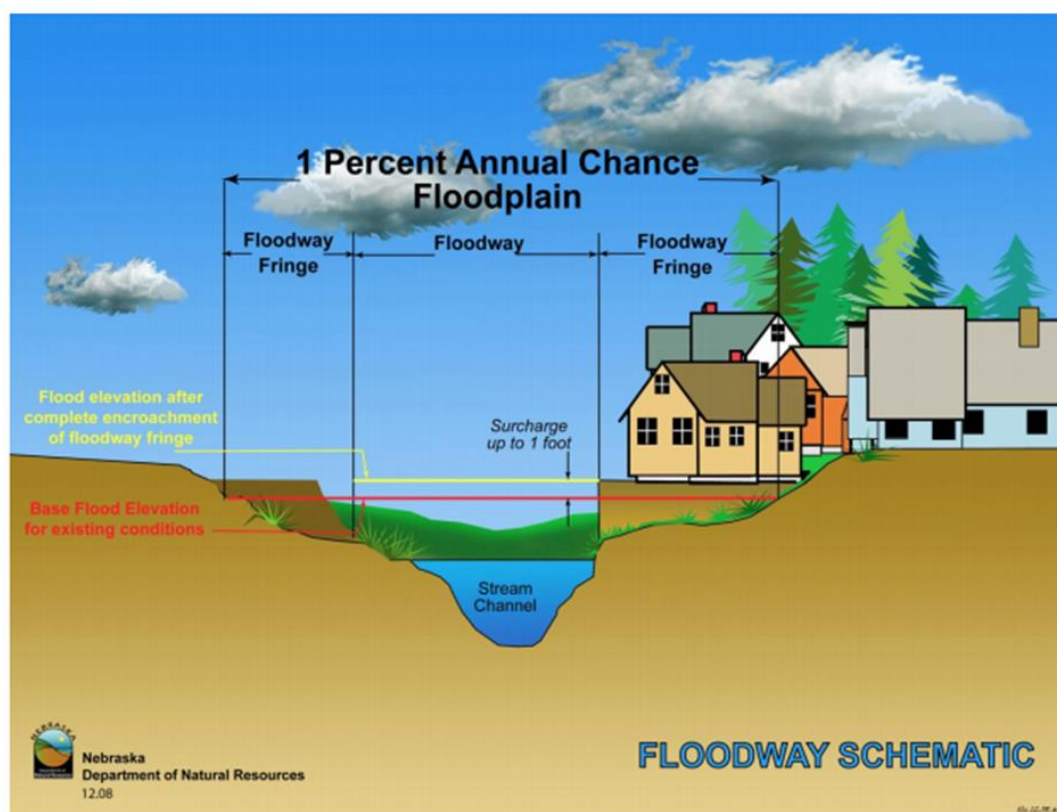 1 Percent Annual Chance
Floodplain
Floodway
Fringe
Floodway
Floodway
Fringe
Flood elevation after
complete encroachment
of floodway fringe
Surcharge
up to 1 foot
Base Flood Elevation
for existing conditions
Stream
Channel
NEBRASKA
Nebraska
Department of Natural Resources
12.08
FLOODWAY SCHEMATIC